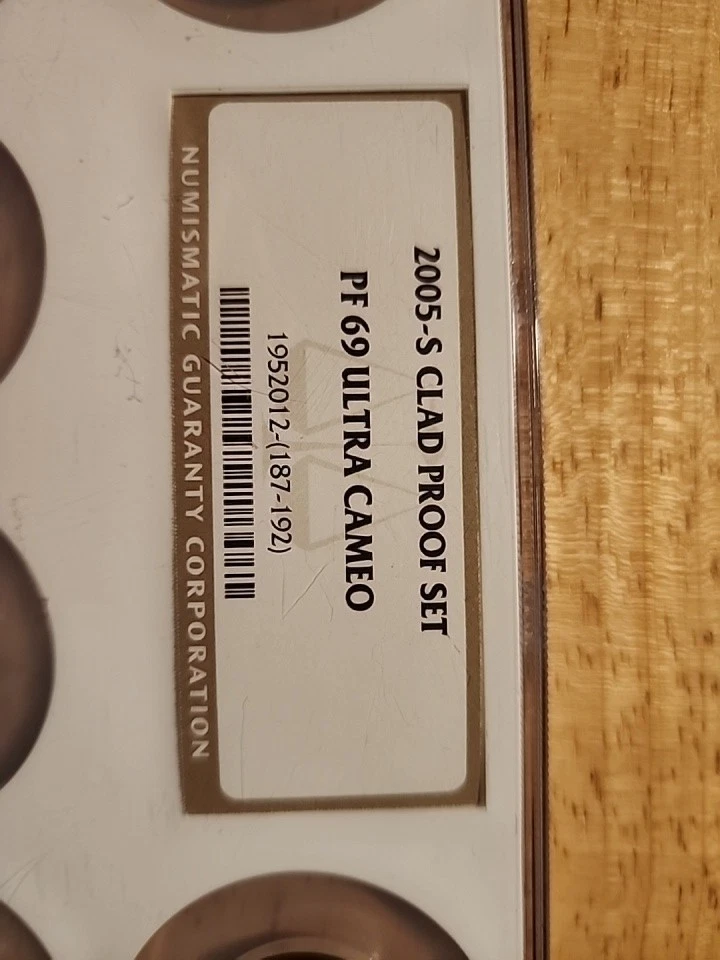 2005-S CLAD PROOF SET
PF 69 ULTRA CAMEO
1952012-(187-192)
NUMISMATIC GUARANTY CORPORATION